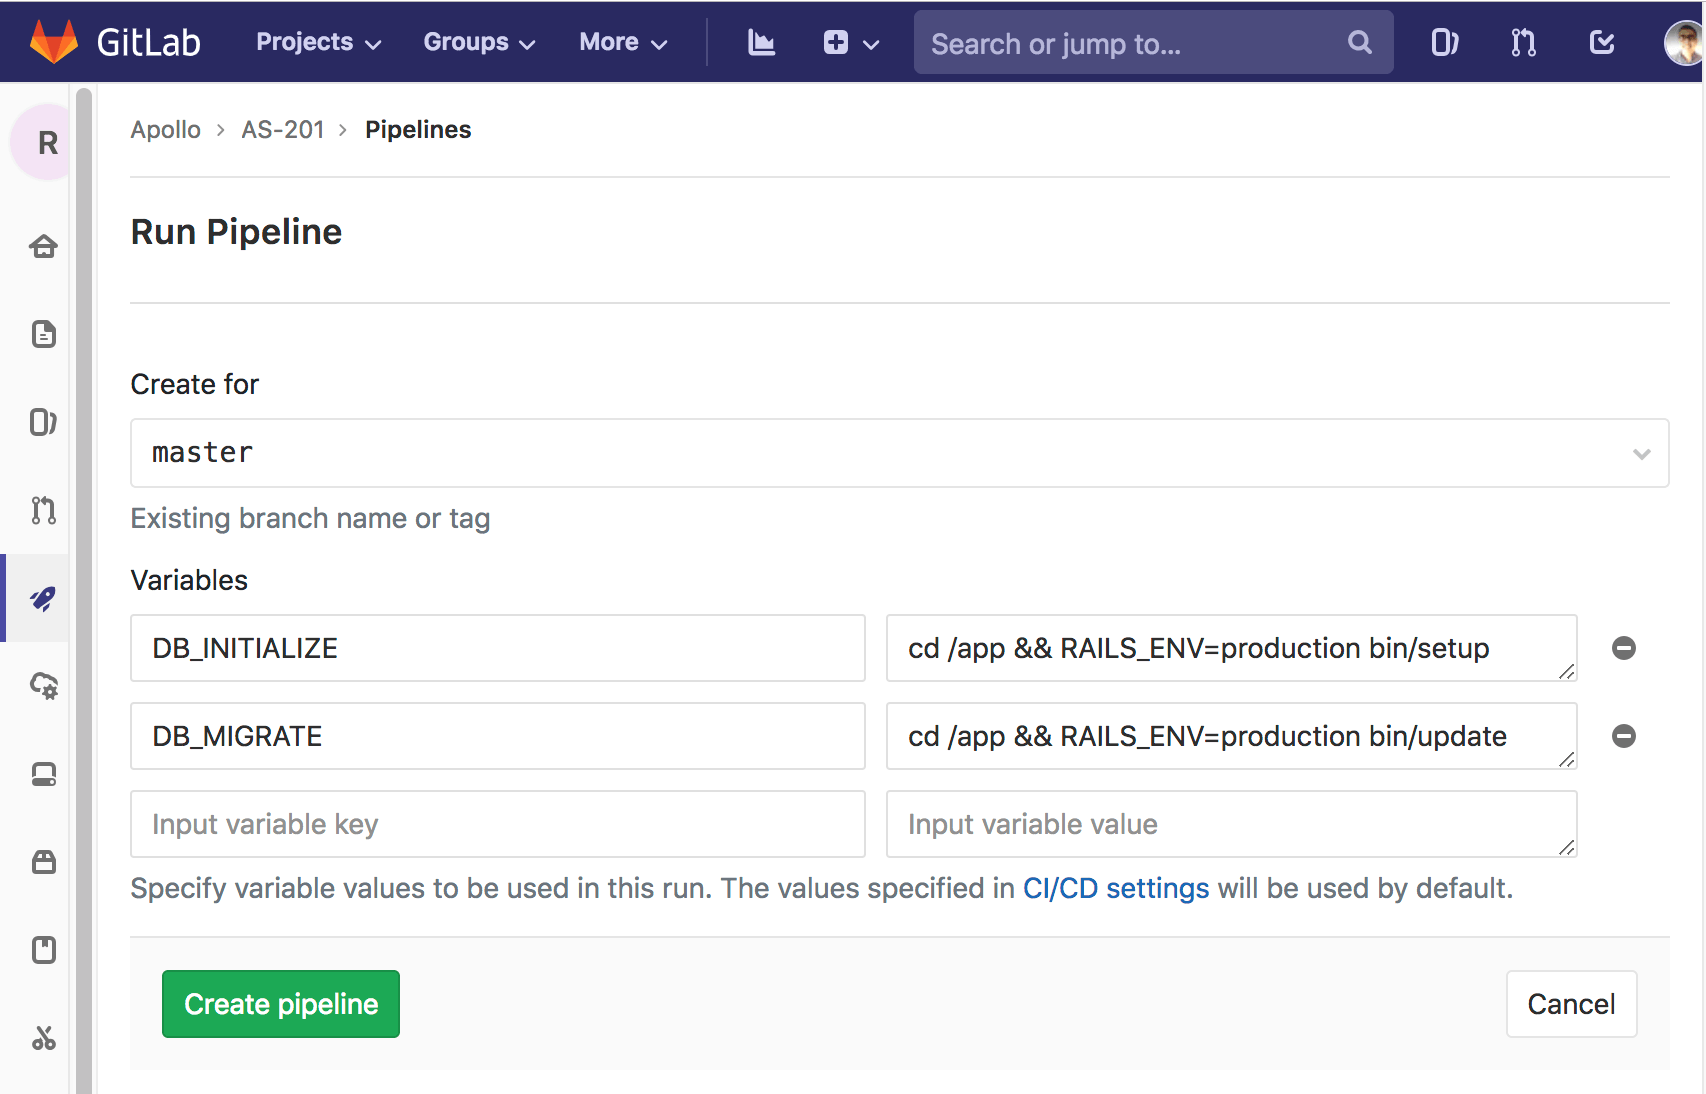 GitLab Projects Groups More Search or jump to...
R
Apollo > AS-201 > Pipelines
Run Pipeline
Create for
master
Existing branch name or tag
Variables
DB_INITIALIZE cd /app && RAILS_ENV=production bin/setup
DB_MIGRATE cd /app && RAILS_ENV=production bin/update
Input variable key Input variable value
Specify variable values to be used in this run. The values specified in CI/CD settings will be used by default.
Create pipeline Cancel